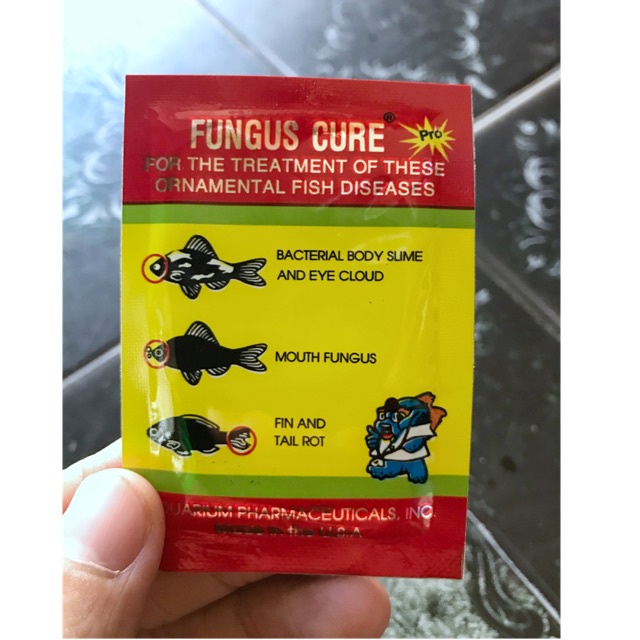 FUNGUS CURE®
Pro
FOR THE TREATMENT OF THESE
ORNAMENTAL FISH DISEASES
BACTERIAL BODY SLIME
AND EYE CLOUD
MOUTH FUNGUS
FIN AND
TAIL ROT
QUARIUM PHARMACEUTICALS, INC.
U.S.A.